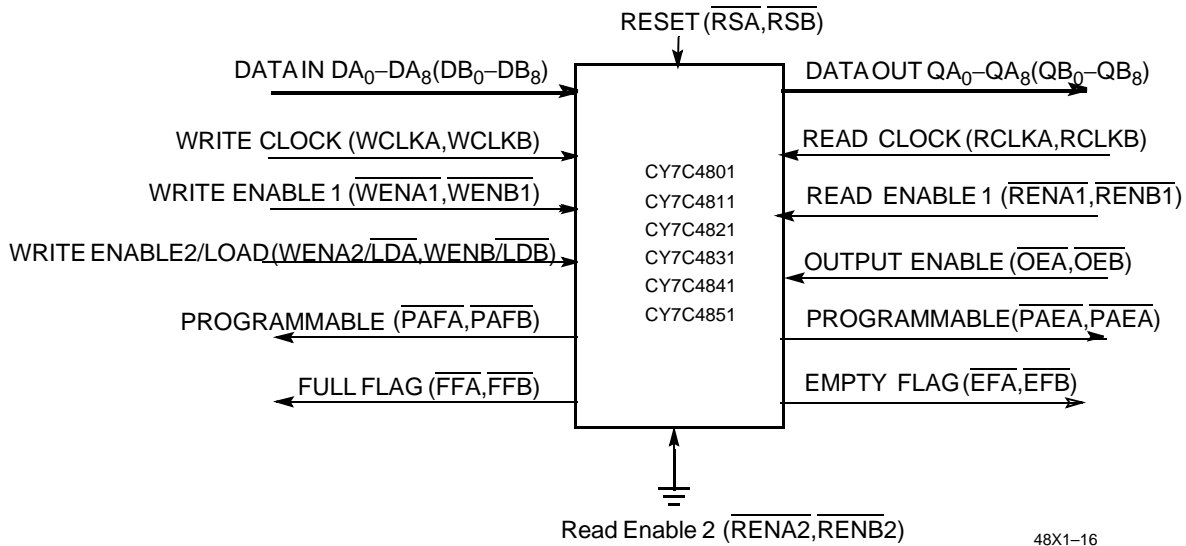 RESET (RSA,RSB)
DATA IN DA0–DA8(DB0–DB8)
DATA OUT QA0–QA8(QB0–QB8)
WRITE CLOCK (WCLKA,WCLKB)
READ CLOCK (RCLKA,RCLKB)
WRITE ENABLE 1 (WENA1,WENB1)
READ ENABLE 1 (RENA1,RENB1)
WRITE ENABLE2/LOAD(WENA2/LDA,WENB/LDB)
OUTPUT ENABLE (OEA,OEB)
PROGRAMMABLE (PAFA,PAFB)
PROGRAMMABLE(PAEA,PAEA)
FULL FLAG (FFA,FFB)
EMPTY FLAG (EFA,EFB)
CY7C4801
CY7C4811
CY7C4821
CY7C4831
CY7C4841
CY7C4851
Read Enable 2 (RENA2,RENB2)
48X1–16